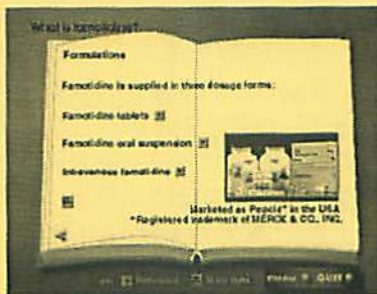 What is famotidine?
Formulations
Famotidine is supplied in three dosage forms:
Famotidine tablets
Famotidine oral suspension
Intravenous famotidine
Marketed as Pepcid* in the USA
*Registered trademark of MERCK & CO., INC.
QUIT